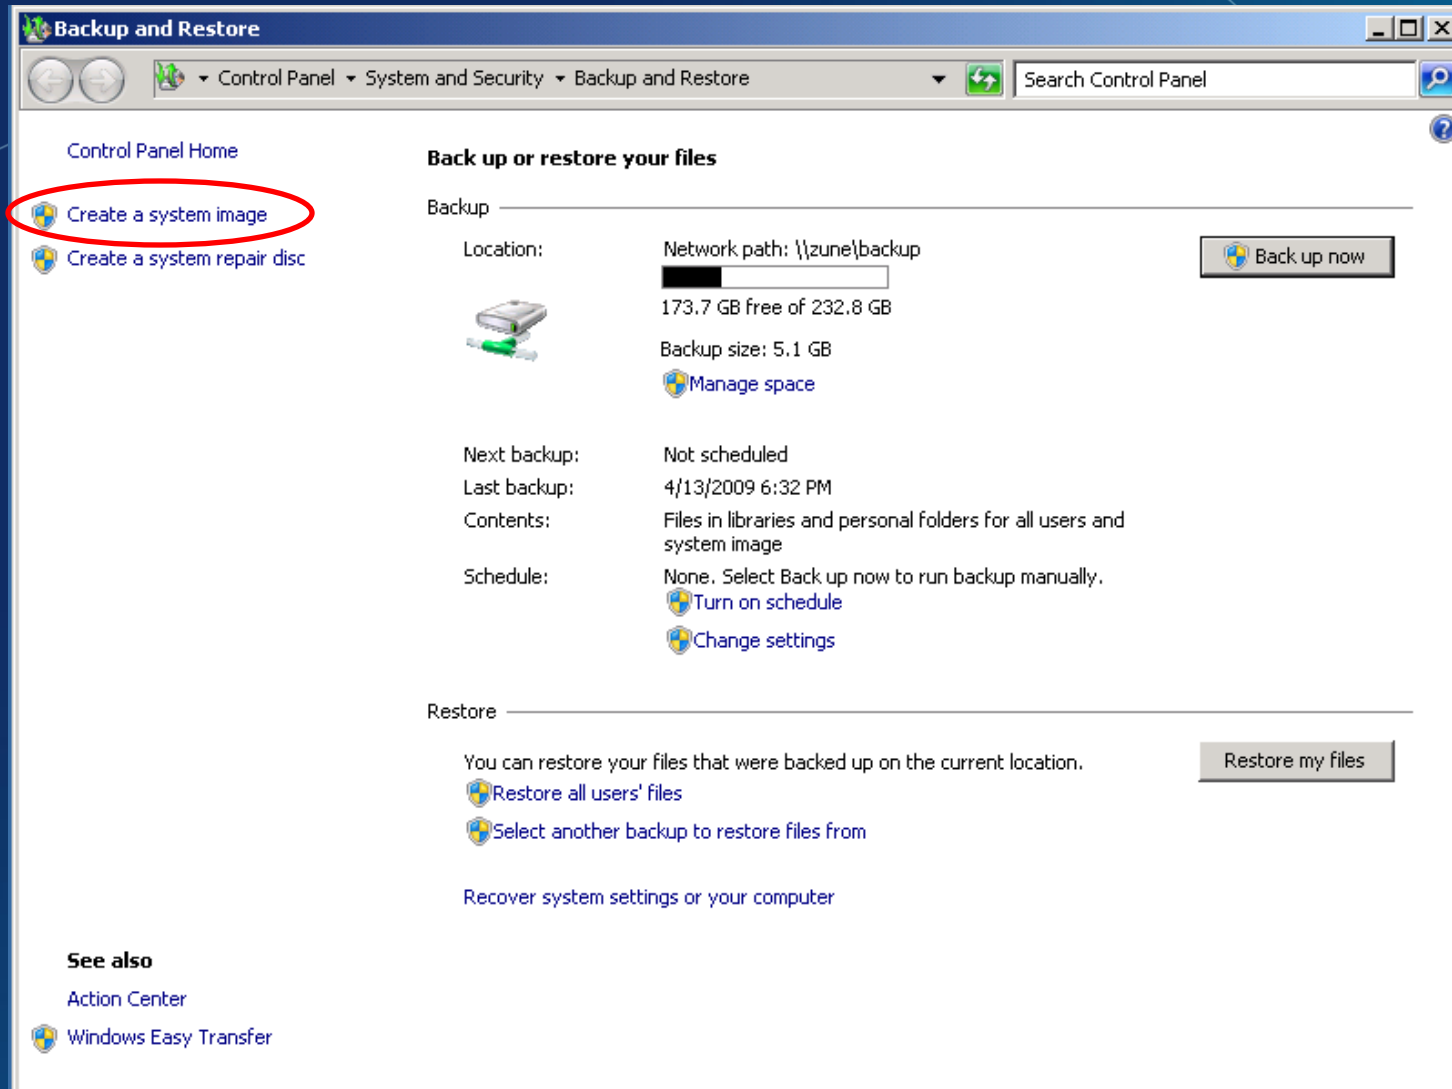 Backup and Restore
Control Panel System and Security Backup and Restore
Search Control Panel
Control Panel Home
Create a system image
Create a system repair disc
Back up or restore your files
Backup
Location: Network path: \\zune\backup
Back up now
173.7 GB free of 232.8 GB
Backup size: 5.1 GB
Manage space
Next backup: Not scheduled
Last backup: 4/13/2009 6:32 PM
Contents: Files in libraries and personal folders for all users and
system image
Schedule: None. Select Back up now to run backup manually.
Turn on schedule
Change settings
Restore
You can restore your files that were backed up on the current location.
Restore my files
Restore all users' files
Select another backup to restore files from
Recover system settings or your computer
See also
Action Center
Windows Easy Transfer